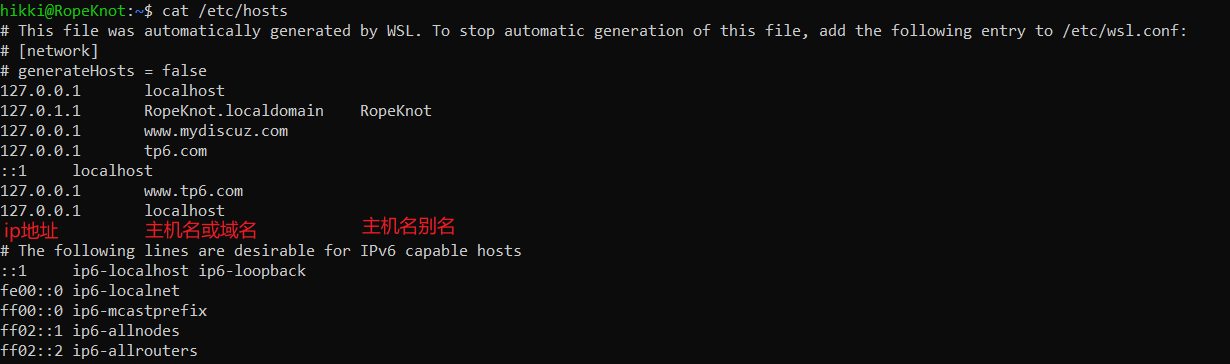 hikki@RopeKnot:~$ cat /etc/hosts
# This file was automatically generated by WSL. To stop automatic generation of this file, add the following entry to /etc/wsl.conf:
# [network]
# generateHosts = false
127.0.0.1       localhost
127.0.1.1       RopeKnot.localdomain    RopeKnot
127.0.0.1       www.mydiscuz.com
127.0.0.1       tp6.com
::1     localhost
127.0.0.1       www.tp6.com
127.0.0.1       localhost
ip地址 主机名或域名 主机名别名
# The following lines are desirable for IPv6 capable hosts
::1     ip6-localhost ip6-loopback
fe00::0 ip6-localnet
ff00::0 ip6-mcastprefix
ff02::1 ip6-allnodes
ff02::2 ip6-allrouters